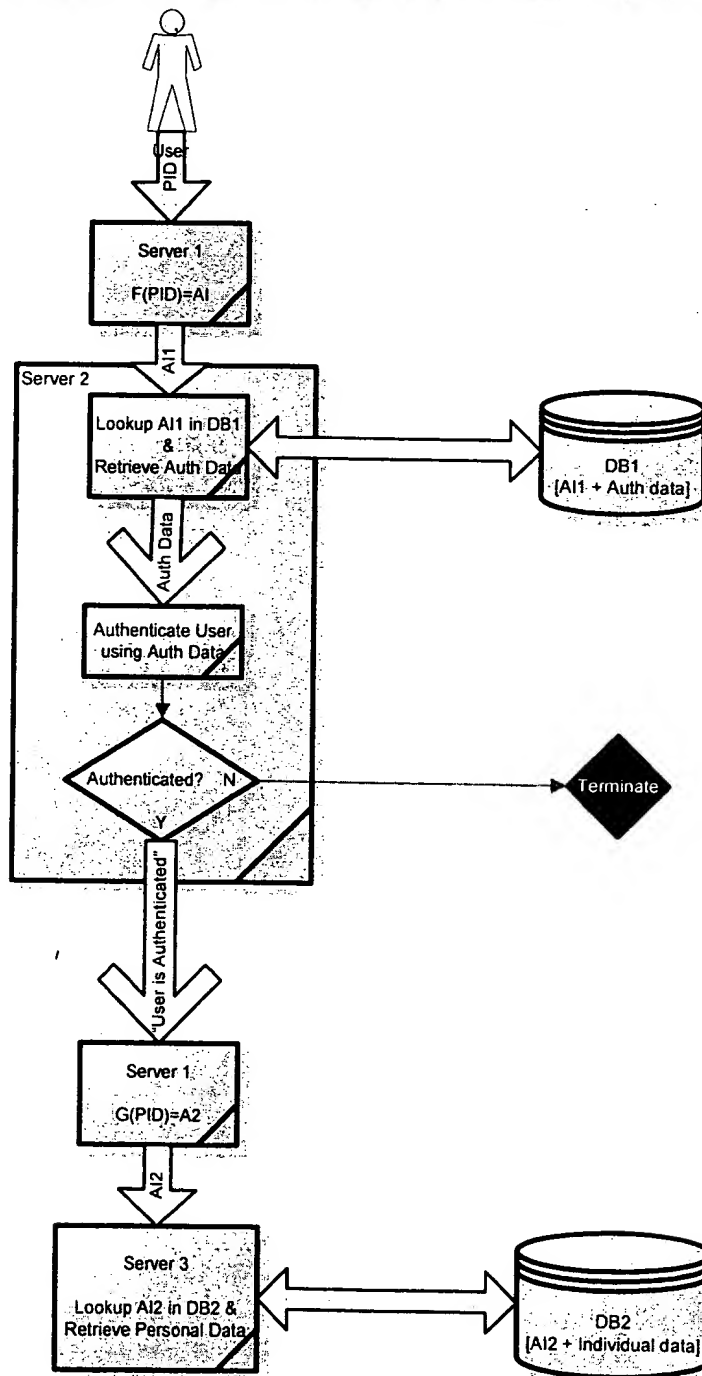 User
PID
Server 1
F(PID)=AI
AI1
Server 2
Lookup AI1 in DB1
&
Retrieve Auth Data
DB1
[AI1 + Auth data]
Auth Data
Authenticate User
using Auth Data
Authenticated? N
Terminate
Y
"User is Authenticated"
Server 1
G(PID)=A2
AI2
Server 3
Lookup AI2 in DB2 &
Retrieve Personal Data
DB2
[AI2 + Individual data]